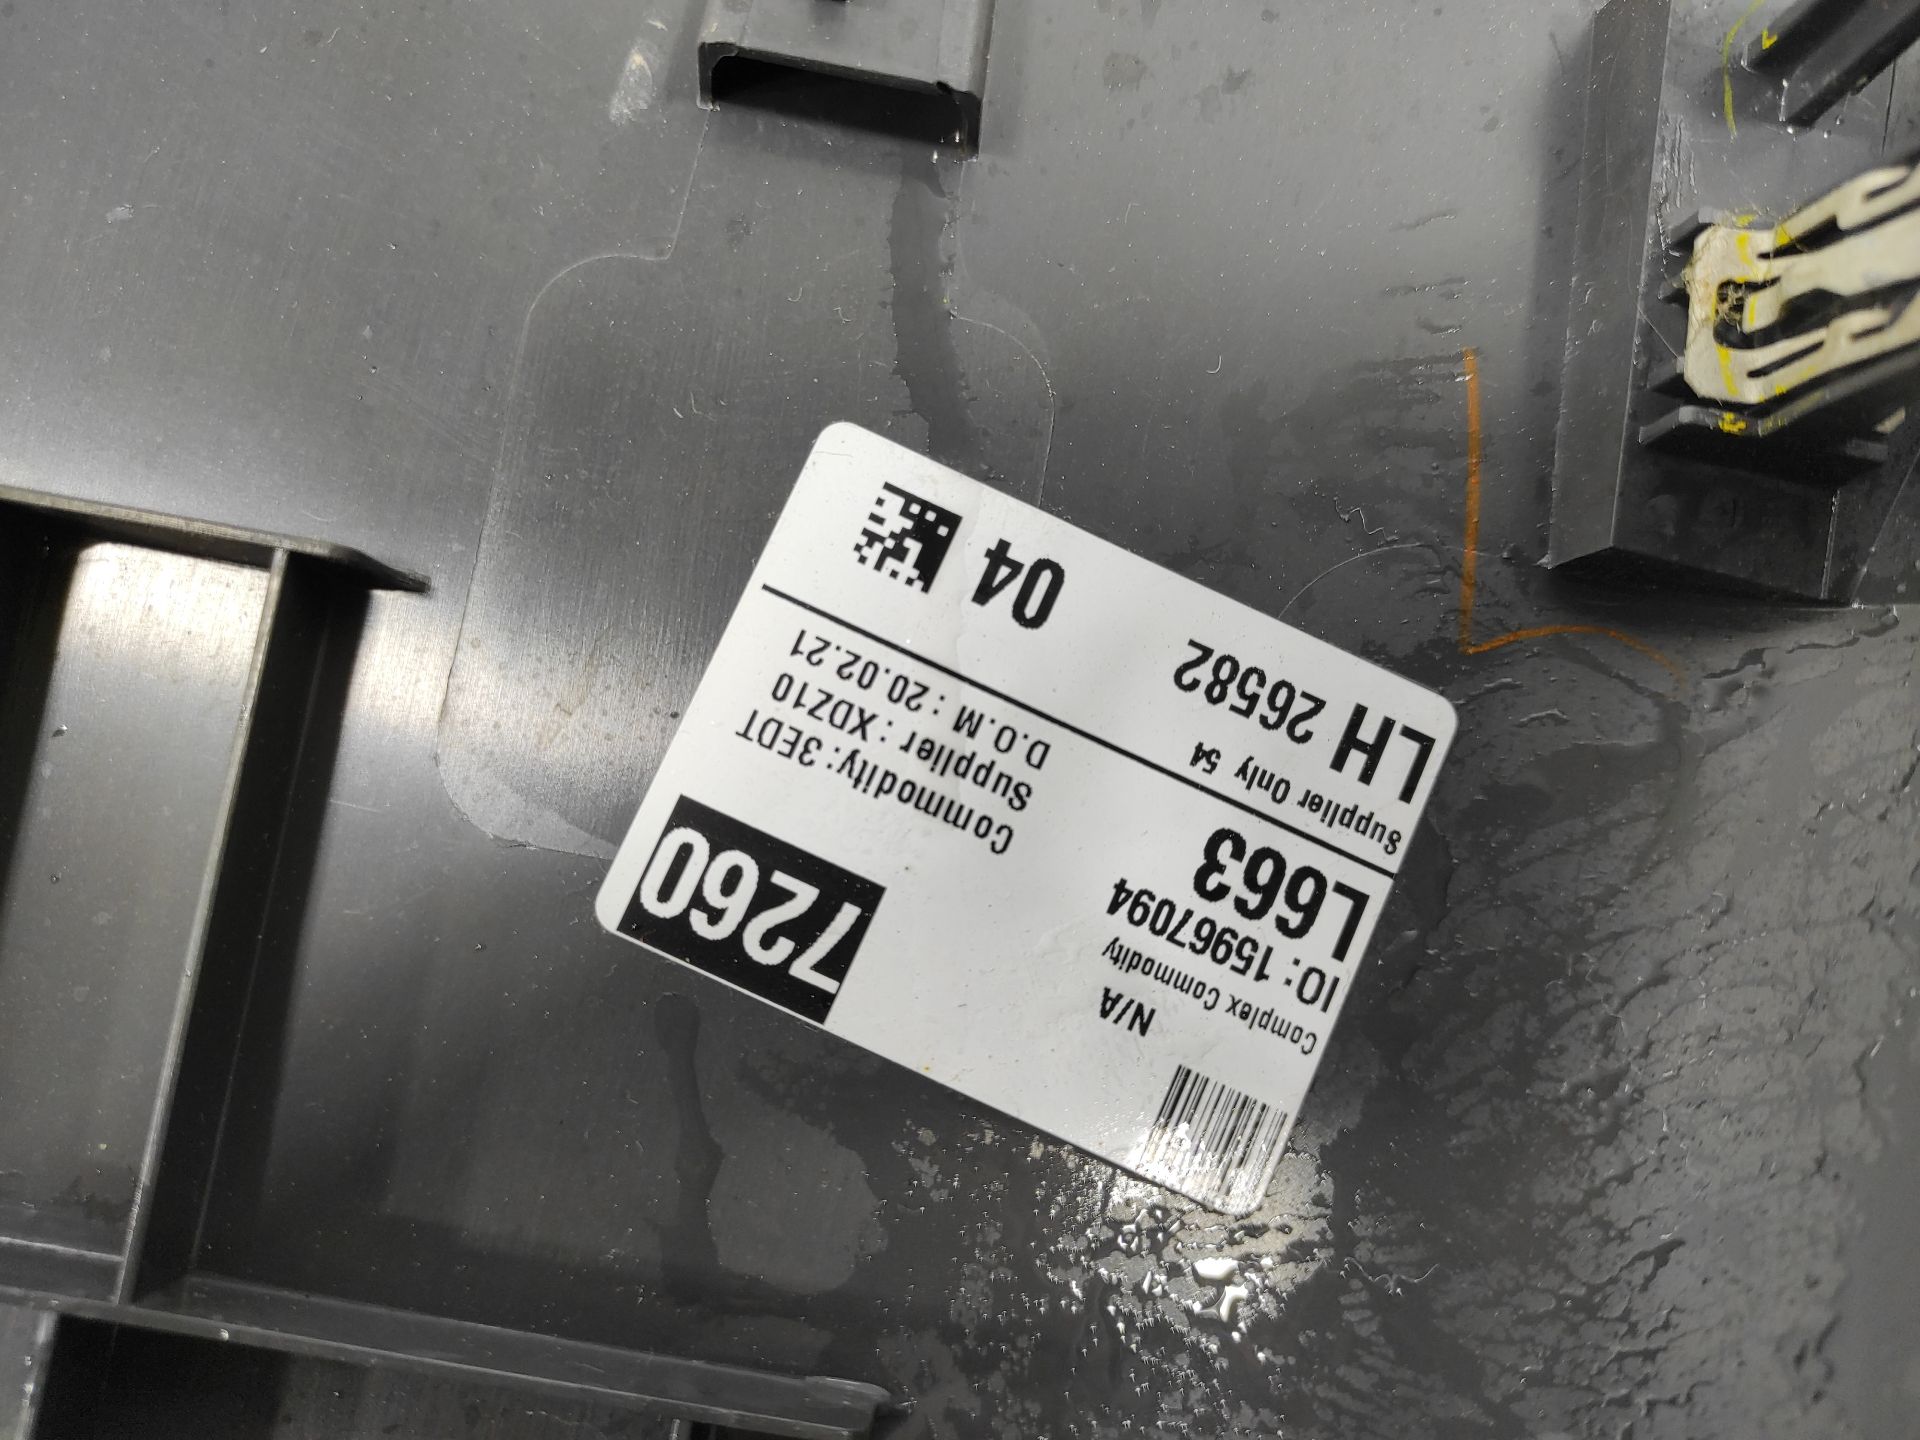 N/A
Complex Commodity
IO: 15967094
L663
7260
Commodity: 3EDT
Supplier : XDZ10
D.O.M : 20.02.21
Supplier Only 54
LH 26582
04